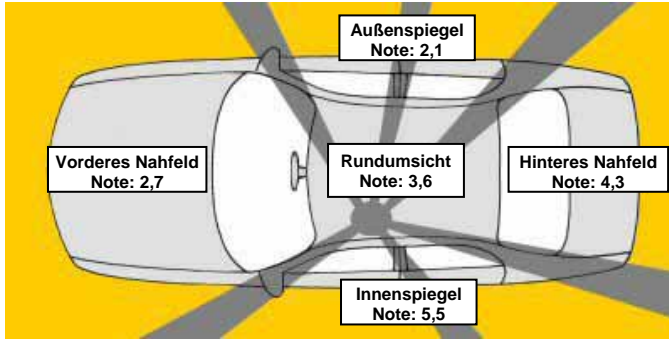 Außenspiegel
Note: 2,1
Vorderes Nahfeld
Note: 2,7
Rundumsicht
Note: 3,6
Hinteres Nahfeld
Note: 4,3
Innenspiegel
Note: 5,5